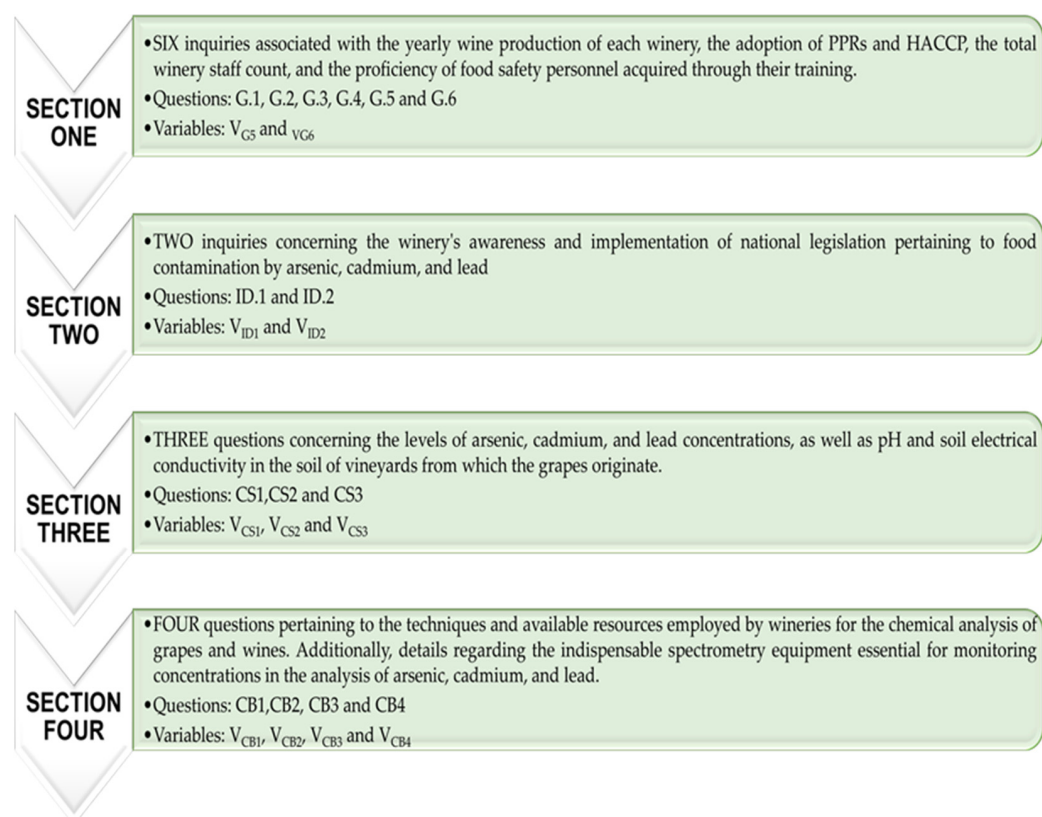 SECTION
ONE
•SIX inquiries associated with the yearly wine production of each winery, the adoption of PPRs and HACCP, the total
winery staff count, and the proficiency of food safety personnel acquired through their training.
•Questions: G.1, G.2, G.3, G.4, G.5 and G.6
•Variables: VG5 and VG6
SECTION
TWO
•TWO inquiries concerning the winery's awareness and implementation of national legislation pertaining to food
contamination by arsenic, cadmium, and lead
•Questions: ID.1 and ID.2
•Variables: VID1 and VID2
SECTION
THREE
•THREE questions concerning the levels of arsenic, cadmium, and lead concentrations, as well as pH and soil electrical
conductivity in the soil of vineyards from which the grapes originate.
•Questions: CS1,CS2 and CS3
•Variables: VCS1, VCS2 and VCS3
SECTION
FOUR
•FOUR questions pertaining to the techniques and available resources employed by wineries for the chemical analysis of
grapes and wines. Additionally, details regarding the indispensable spectrometry equipment essential for monitoring
concentrations in the analysis of arsenic, cadmium, and lead.
•Questions: CB1,CB2, CB3 and CB4
•Variables: VCB1, VCB2, VCB3 and VCB4